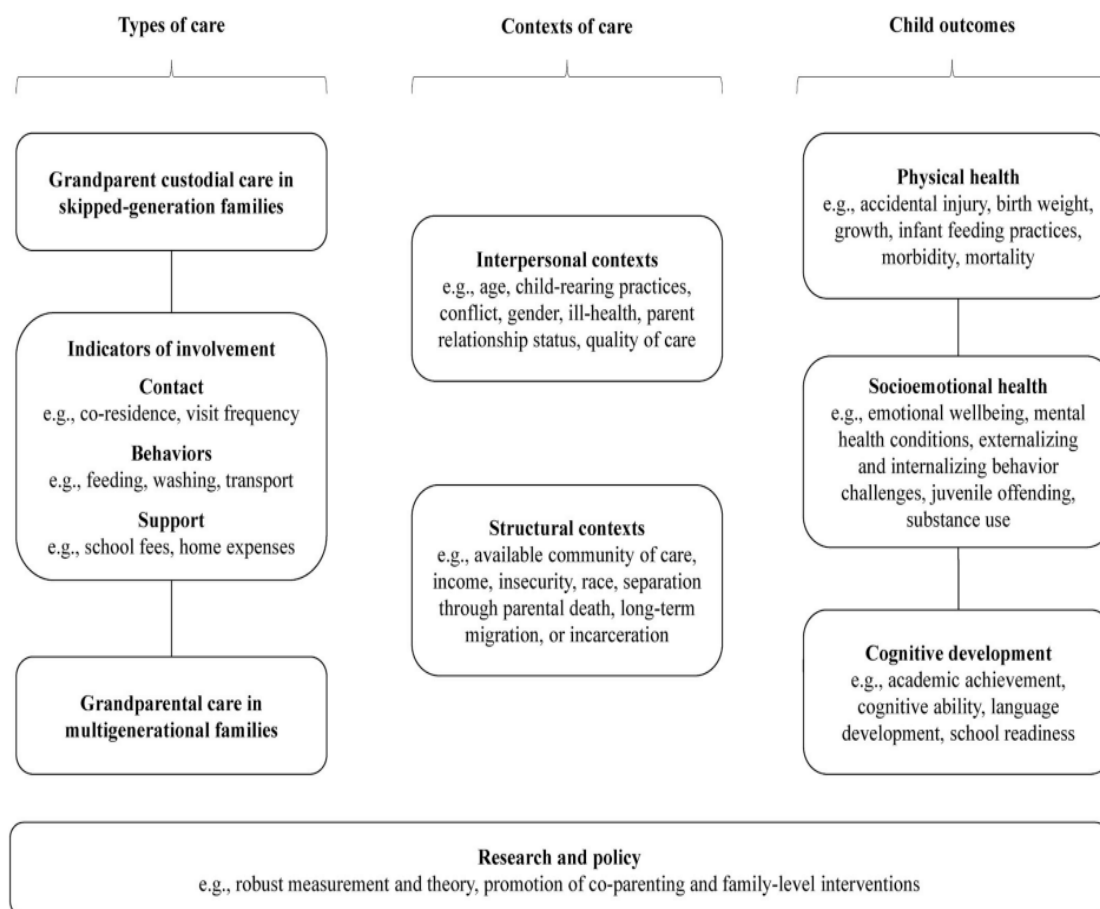 Types of care
Contexts of care
Child outcomes
Grandparent custodial care in
skipped-generation families
Indicators of involvement
Contact
e.g., co-residence, visit frequency
Behaviors
e.g., feeding, washing, transport
Support
e.g., school fees, home expenses
Grandparental care in
multigenerational families
Interpersonal contexts
e.g., age, child-rearing practices,
conflict, gender, ill-health, parent
relationship status, quality of care
Structural contexts
e.g., available community of care,
income, insecurity, race, separation
through parental death, long-term
migration, or incarceration
Physical health
e.g., accidental injury, birth weight,
growth, infant feeding practices,
morbidity, mortality
Socioemotional health
e.g., emotional wellbeing, mental
health conditions, externalizing
and internalizing behavior
challenges, juvenile offending,
substance use
Cognitive development
e.g., academic achievement,
cognitive ability, language
development, school readiness
Research and policy
e.g., robust measurement and theory, promotion of co-parenting and family-level interventions